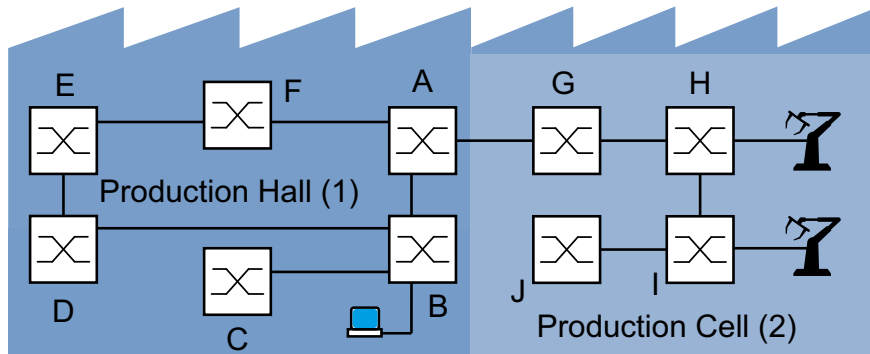 E
F
A
G
H
Production Hall (1)
D
C
B
J
I
Production Cell (2)